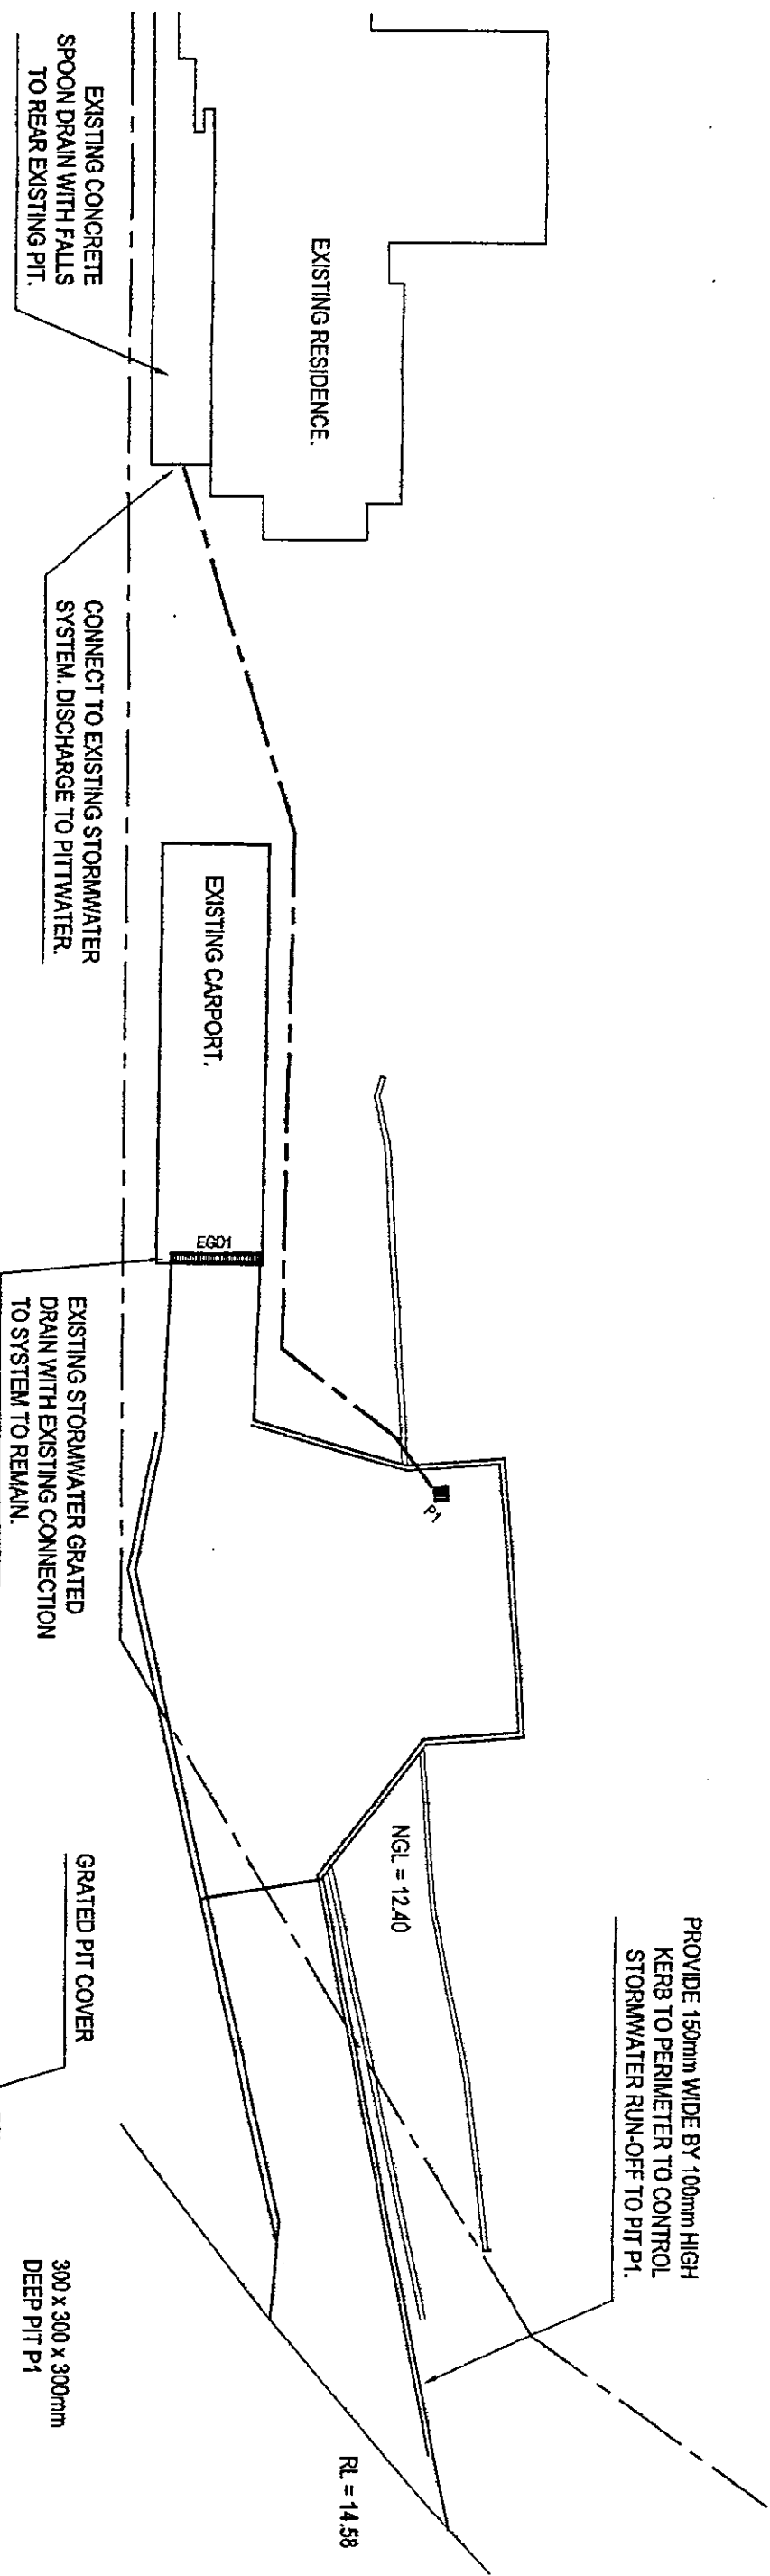 EXISTING CONCRETE
SPOON DRAIN WITH FALLS
TO REAR EXISTING PIT.
EXISTING RESIDENCE.
CONNECT TO EXISTING STORMWATER
SYSTEM. DISCHARGE TO PITTWATER.
EXISTING CARPORT.
EGD1
EXISTING STORMWATER GRATED
DRAIN WITH EXISTING CONNECTION
TO SYSTEM TO REMAIN.
P1
NGL = 12.40
PROVIDE 150mm WIDE BY 100mm HIGH
KERB TO PERIMETER TO CONTROL
STORMWATER RUN-OFF TO PIT P1.
GRATED PIT COVER
300 x 300 x 300mm
DEEP PIT P1
RL = 14.58